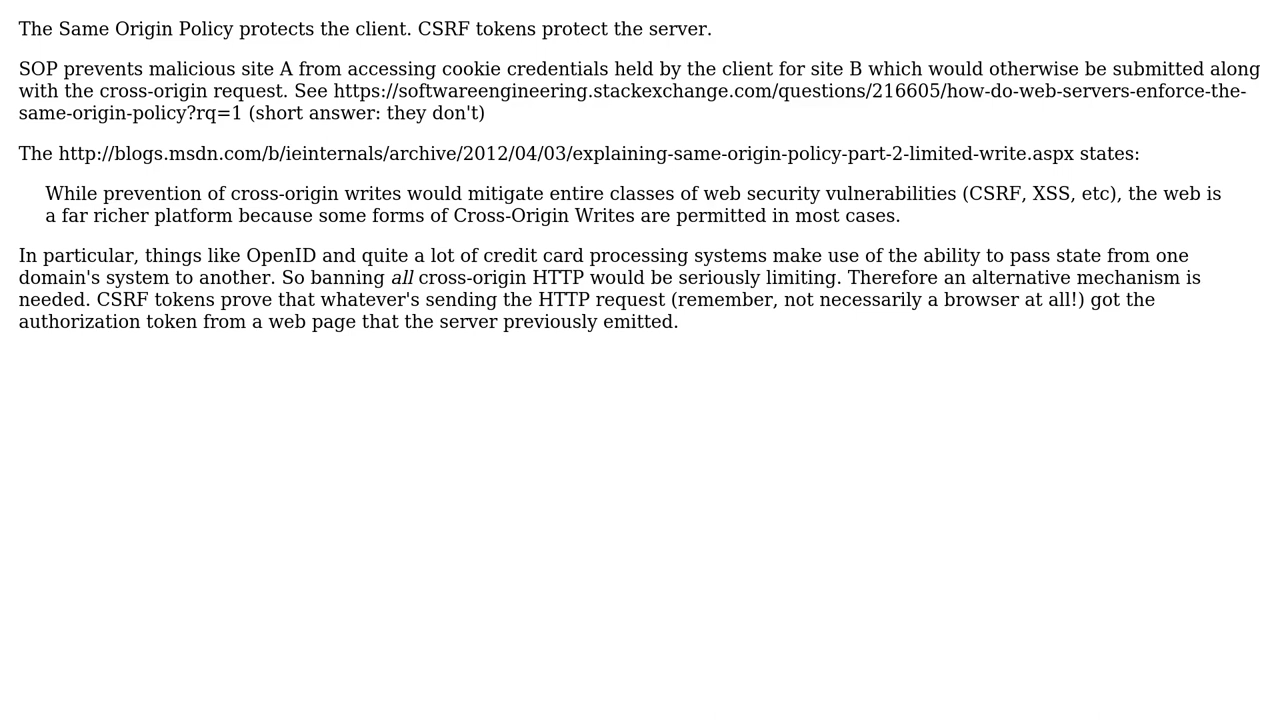 The Same Origin Policy protects the client. CSRF tokens protect the server.
SOP prevents malicious site A from accessing cookie credentials held by the client for site B which would otherwise be submitted along
with the cross-origin request. See https://softwareengineering.stackexchange.com/questions/216605/how-do-web-servers-enforce-the-
same-origin-policy?rq=1 (short answer: they don't)
The http://blogs.msdn.com/b/ieinternals/archive/2012/04/03/explaining-same-origin-policy-part-2-limited-write.aspx states:
While prevention of cross-origin writes would mitigate entire classes of web security vulnerabilities (CSRF, XSS, etc), the web is
a far richer platform because some forms of Cross-Origin Writes are permitted in most cases.
In particular, things like OpenID and quite a lot of credit card processing systems make use of the ability to pass state from one
domain's system to another. So banning all cross-origin HTTP would be seriously limiting. Therefore an alternative mechanism is
needed. CSRF tokens prove that whatever's sending the HTTP request (remember, not necessarily a browser at all!) got the
authorization token from a web page that the server previously emitted.